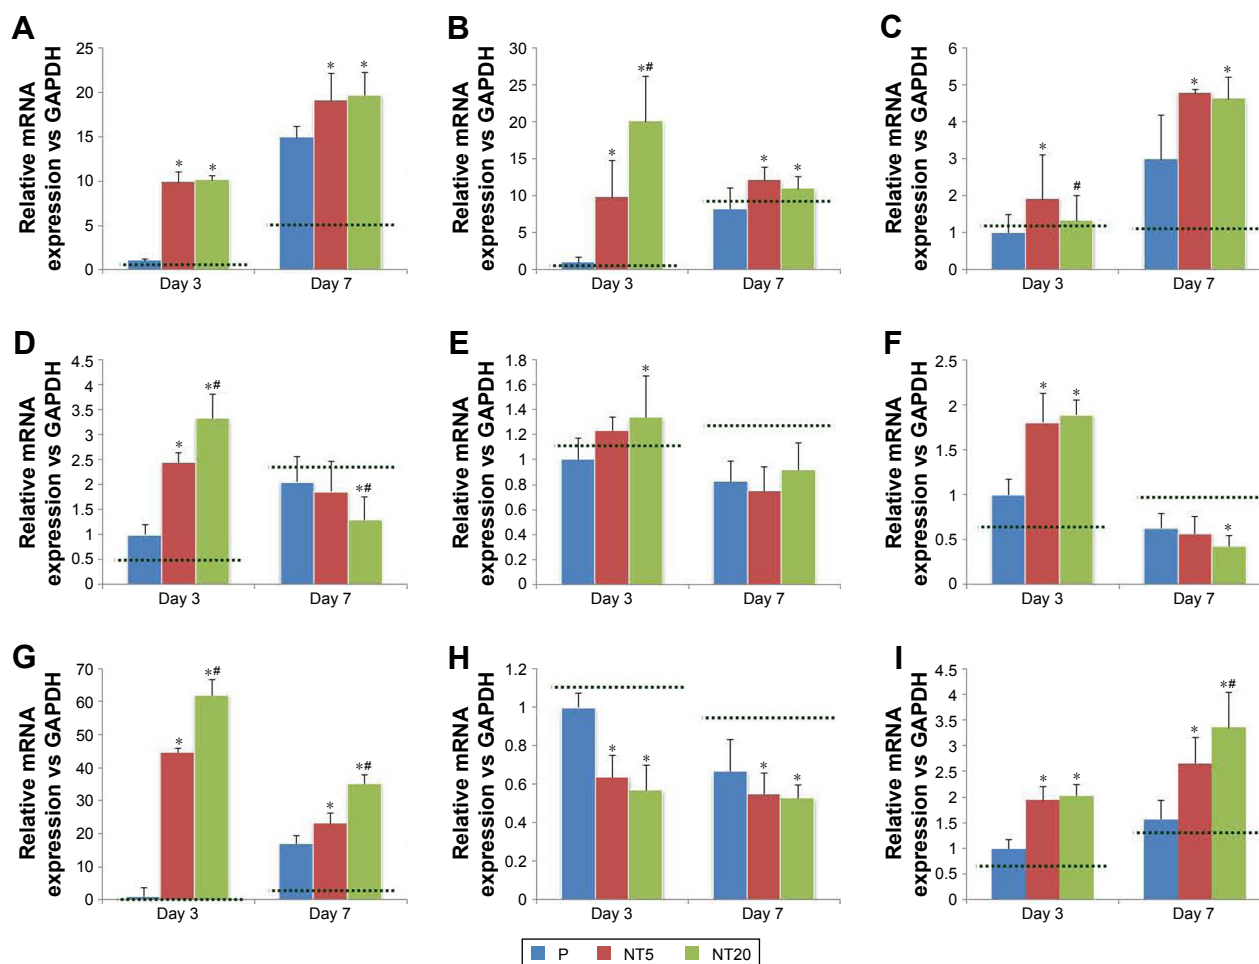 A
Relative mRNA
expression vs GAPDH
25
20
15
10
5
0
* * * *
Day 3 Day 7
B
Relative mRNA
expression vs GAPDH
30
25
20
15
10
5
0
* *# * *
Day 3 Day 7
C
Relative mRNA
expression vs GAPDH
6
5
4
3
2
1
0
* # * *
Day 3 Day 7
D
Relative mRNA
expression vs GAPDH
4.5
4
3.5
3
2.5
2
1.5
1
0.5
0
* *# *#
Day 3 Day 7
E
Relative mRNA
expression vs GAPDH
1.8
1.6
1.4
1.2
1
0.8
0.6
0.4
0.2
0
*
Day 3 Day 7
F
Relative mRNA
expression vs GAPDH
2.5
2
1.5
1
0.5
0
* * *
Day 3 Day 7
G
Relative mRNA
expression vs GAPDH
70
60
50
40
30
20
10
0
* *# * *#
Day 3 Day 7
H
Relative mRNA
expression vs GAPDH
1.2
1
0.8
0.6
0.4
0.2
0
* * * *
Day 3 Day 7
I
Relative mRNA
expression vs GAPDH
4.5
4
3.5
3
2.5
2
1.5
1
0.5
0
* * * *#
Day 3 Day 7
P NT5 NT20